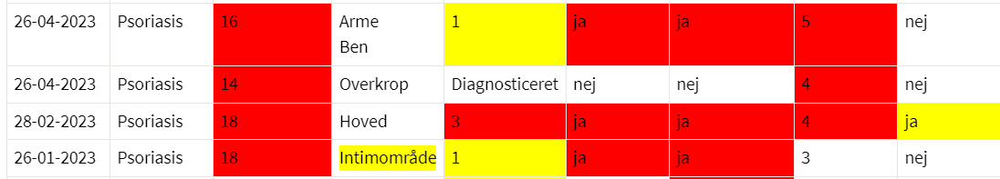 26-04-2023 Psoriasis 16 Arme 1 ja ja 5 nej
Ben
26-04-2023 Psoriasis 14 Overkrop Diagnosticeret nej nej 4 nej
28-02-2023 Psoriasis 18 Hoved 3 ja ja 4 ja
26-01-2023 Psoriasis 18 Intimområde 1 ja ja 3 nej